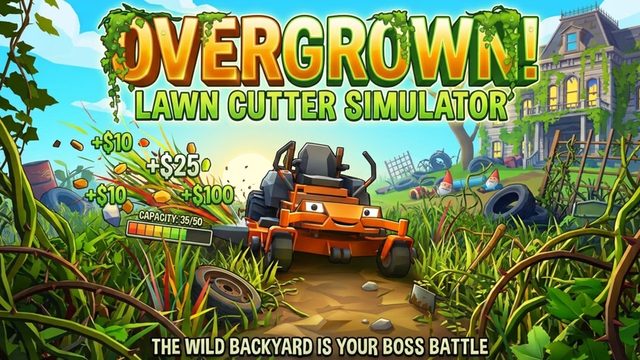 OVERGROWN!
LAWN CUTTER SIMULATOR
+$10
+$25
+$10
+$100
CAPACITY: 35/50
THE WILD BACKYARD IS YOUR BOSS BATTLE